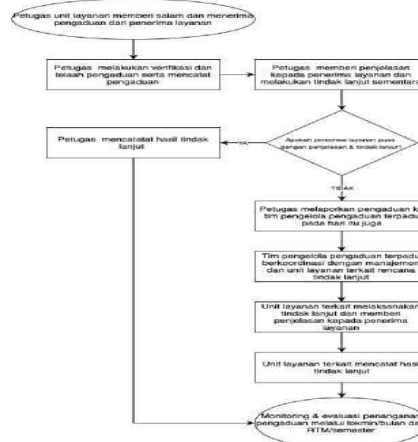 Petugas unit layanan memberi salam dan menerima
pengaduan dari penerima layanan
Petugas melakukan verifikasi dan
telaah pengaduan serta mencatat
pengaduan
Petugas memberi penjelasan
kepada penerima layanan dan
melakukan tindak lanjut sementara
Apakah penerima layanan puas
dengan penjelasan & tindak lanjut?
YA
Petugas mencatatat hasil tindak
lanjut
TIDAK
Petugas melaporkan pengaduan k
tim pengelola pengaduan terpadu
pada hari itu juga
Tim pengelola pengaduan terpadu
berkoordinasi dengan manajemen
dan unit layanan terkait rencana
tindak lanjut
Unit layanan terkait melaksanakan
tindak lanjut dan memberi
penjelasan kepada penerima
layanan
Unit layanan terkait mencatat hasi
tindak lanjut
Monitoring & evaluasi penanganan
pengaduan melalui lokmin/bulan da
RTM/semester